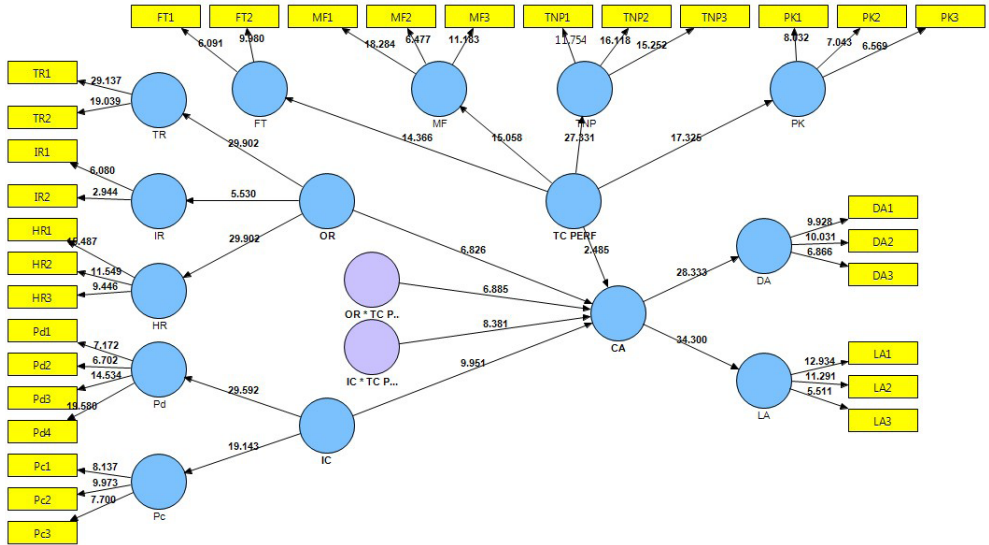 FT1
FT2
MF1
MF2
MF3
TNP1
TNP2
TNP3
PK1
PK2
PK3
6.091
9.980
18.284
6.477
11.183
11.754
16.118
15.252
8.032
7.043
6.569
TR1
29.137
TR2
19.039
TR
FT
MF
TNP
PK
IR1
6.080
IR2
2.944
IR
29.902
5.530
29.902
OR
14.366
15.058
27.331
17.325
TC PERF
2.485
HR1
15.487
HR2
11.549
HR3
9.446
HR
6.826
OR * TC P..
6.885
IC * TC P...
8.381
9.951
CA
28.333
34.300
DA
9.928
DA1
10.031
DA2
6.866
DA3
LA
12.934
LA1
11.291
LA2
5.511
LA3
Pd1
7.172
Pd2
6.702
Pd3
14.534
Pd4
19.580
Pd
29.592
19.143
IC
Pc1
8.137
Pc2
9.973
Pc3
7.700
Pc